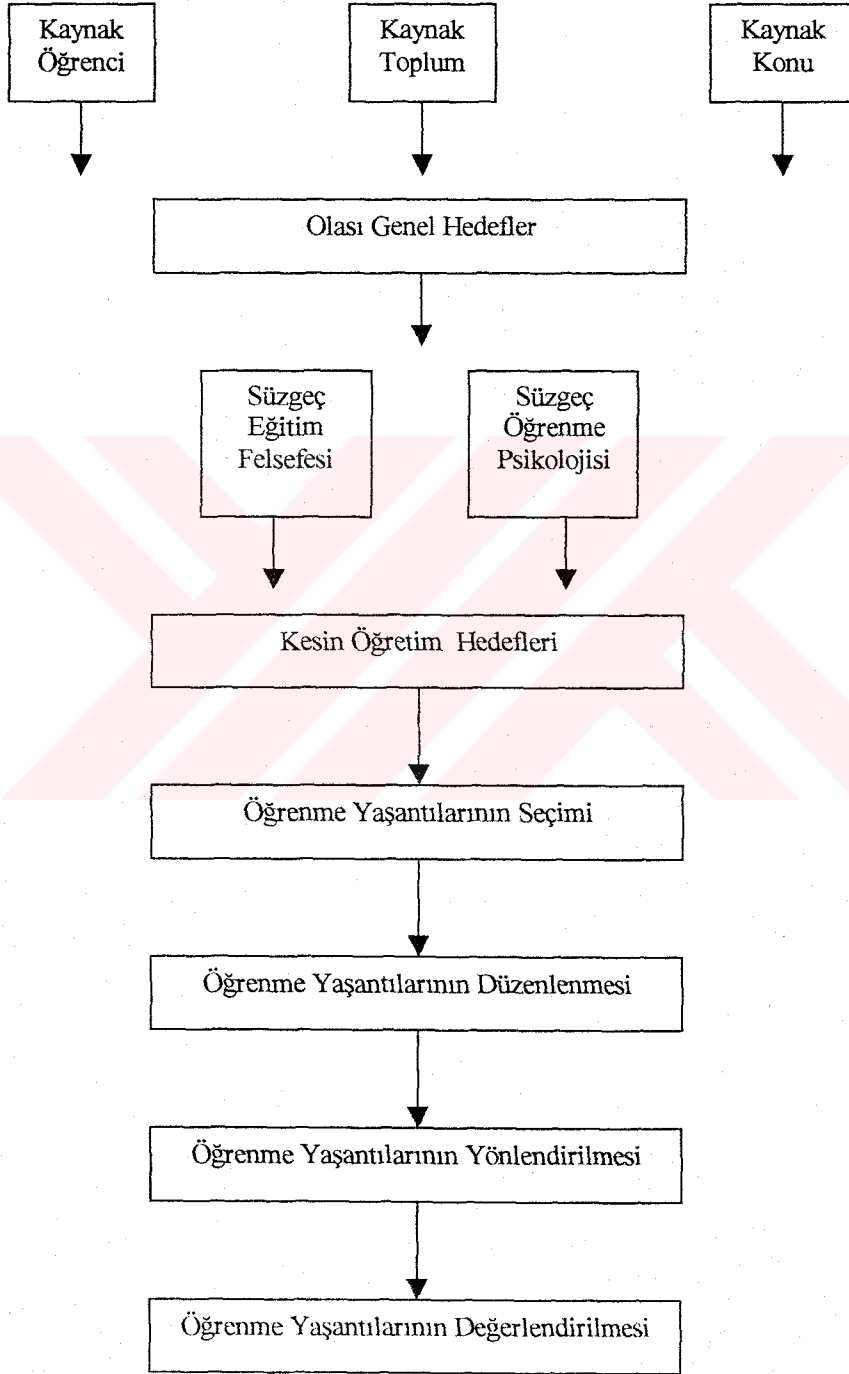 Kaynak
Öğrenci
Kaynak
Toplum
Kaynak
Konu
Olası Genel Hedefler
Süzgeç
Eğitim
Felsefesi
Süzgeç
Öğrenme
Psikolojisi
Kesin Öğretim Hedefleri
Öğrenme Yaşantılarının Seçimi
Öğrenme Yaşantılarının Düzenlenmesi
Öğrenme Yaşantılarının Yönlendirilmesi
Öğrenme Yaşantılarının Değerlendirilmesi